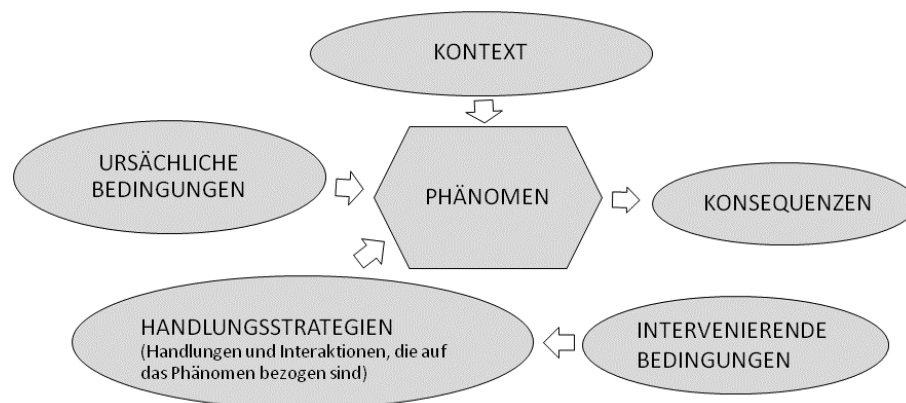 KONTEXT
URSÄCHLICHE
BEDINGUNGEN
PHÄNOMEN
KONSEQUENZEN
HANDLUNGSSTRATEGIEN
(Handlungen und Interaktionen, die auf
das Phänomen bezogen sind)
INTERVENIERENDE
BEDINGUNGEN